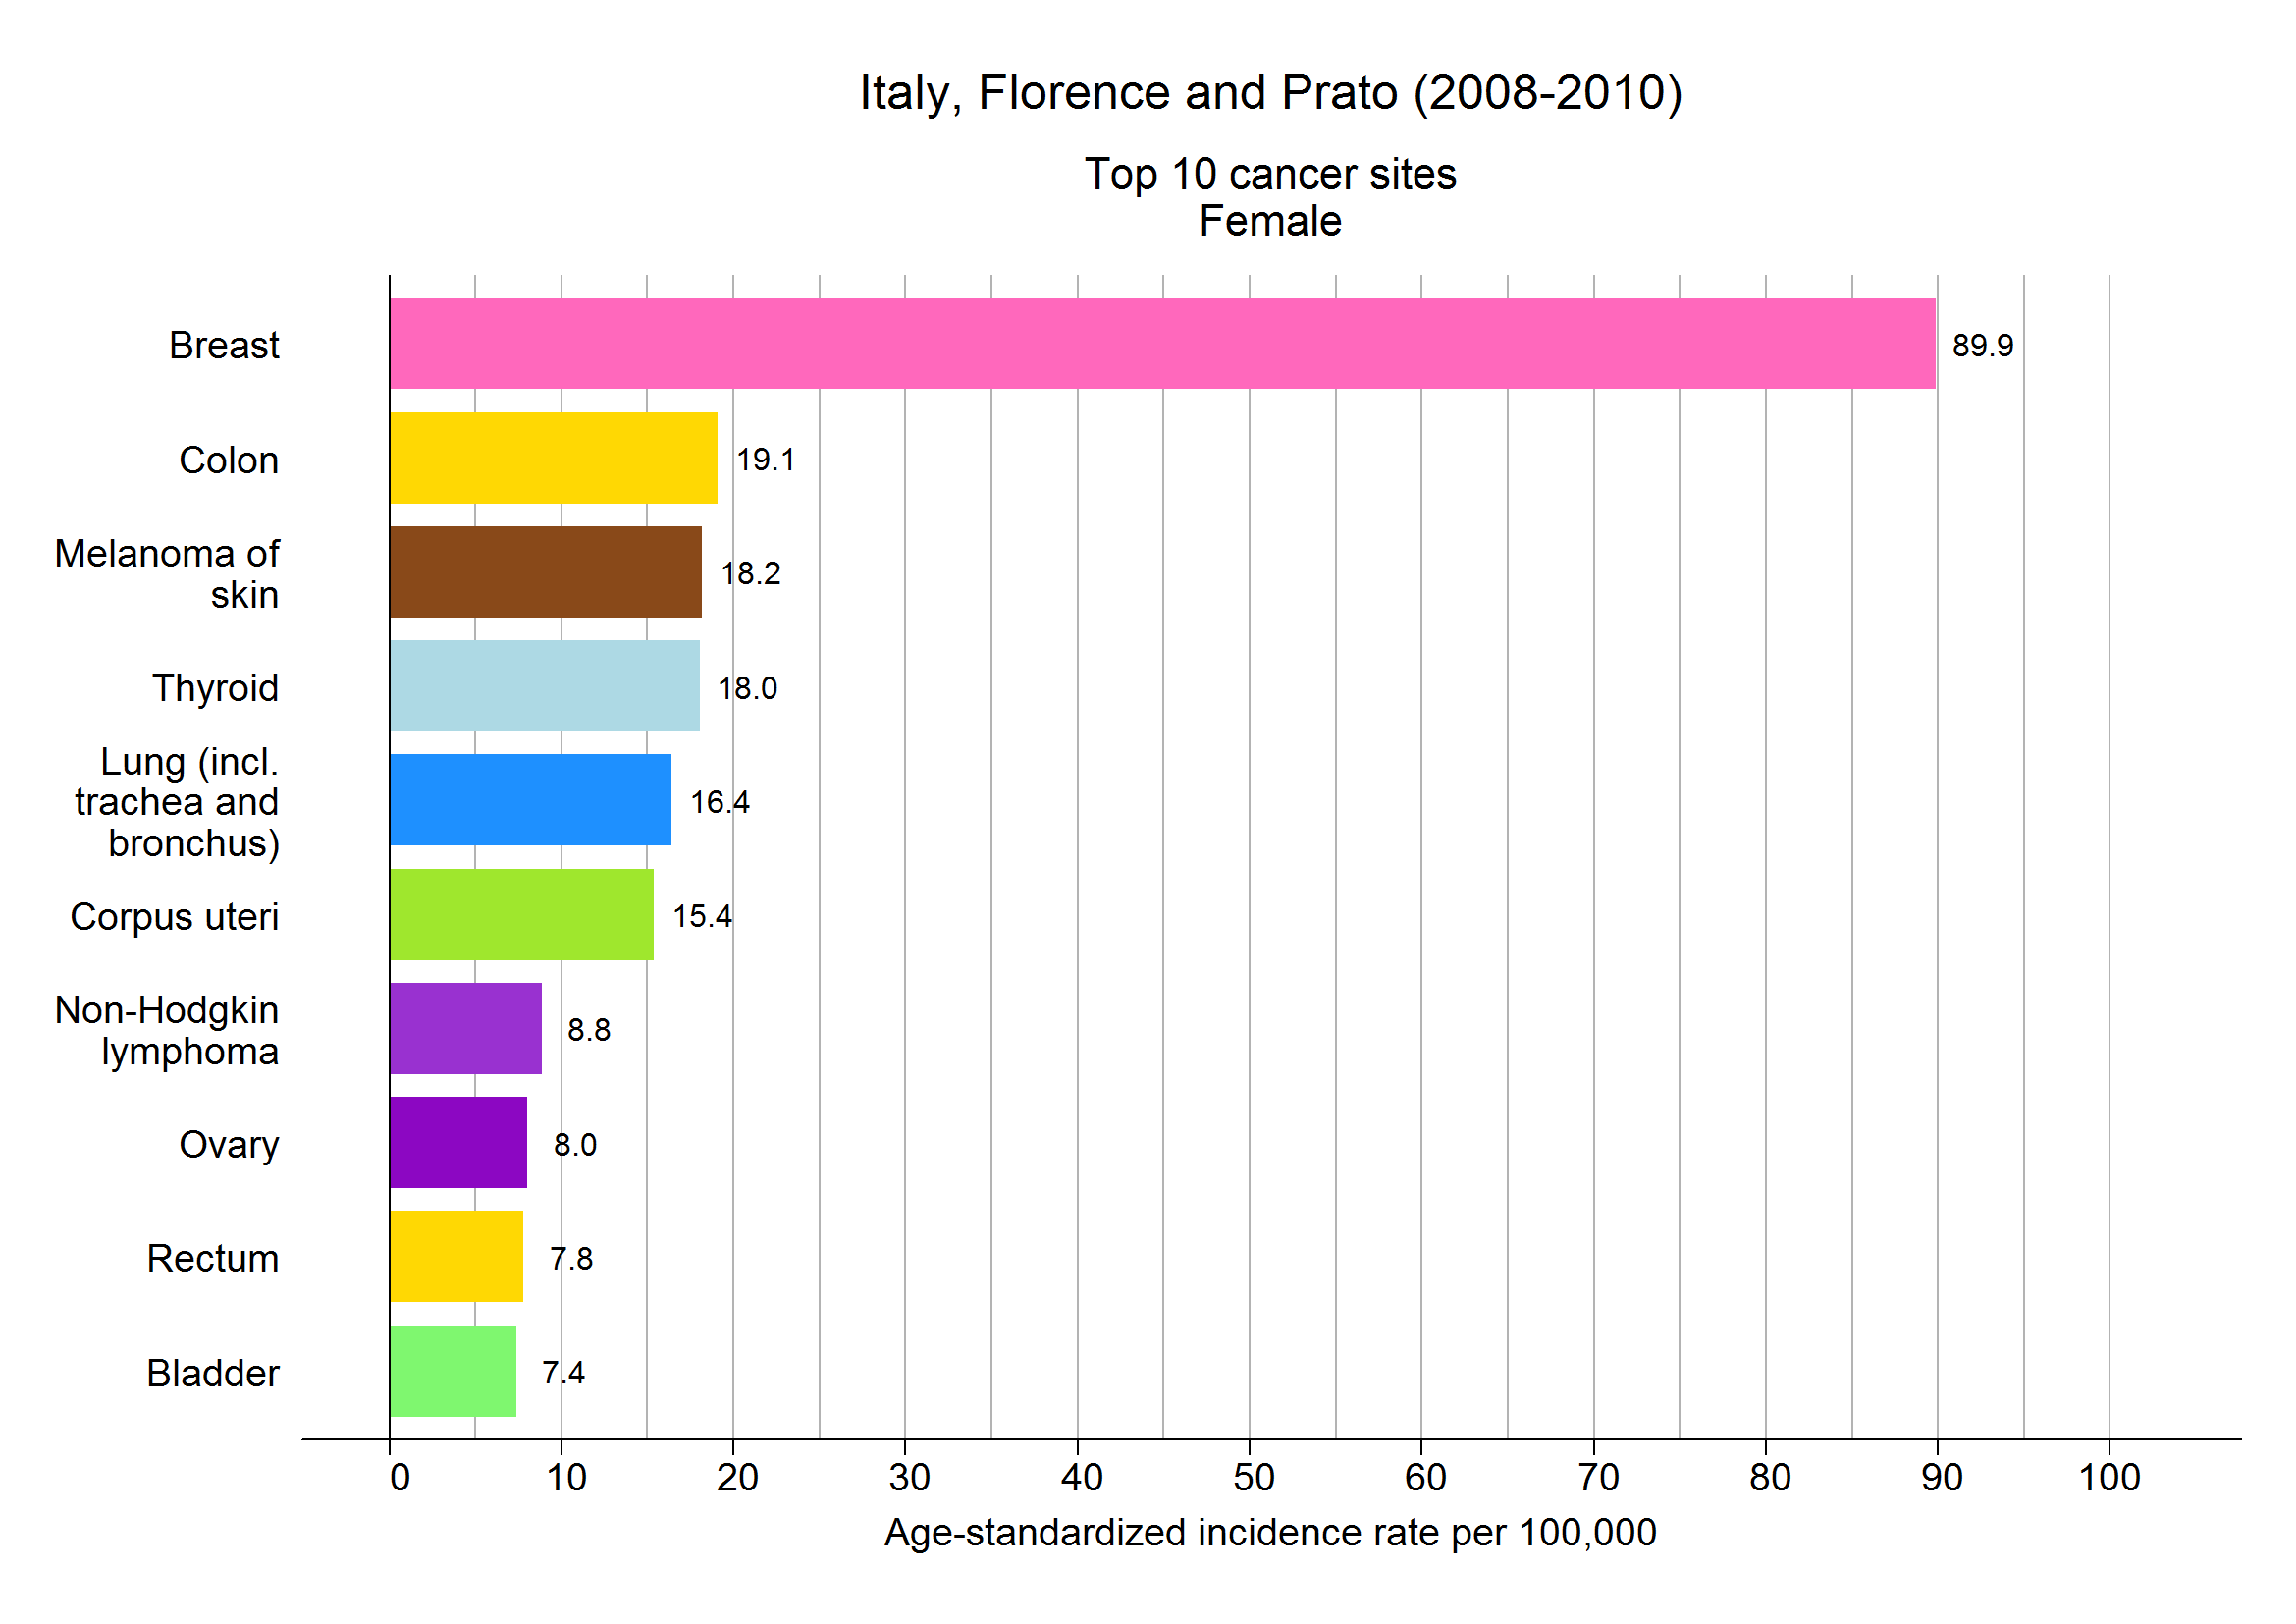 Italy, Florence and Prato (2008-2010)
Top 10 cancer sites
Female
Breast
89.9
Colon
19.1
Melanoma of
skin
18.2
Thyroid
18.0
Lung (incl.
trachea and
bronchus)
16.4
Corpus uteri
15.4
Non-Hodgkin
lymphoma
8.8
Ovary
8.0
Rectum
7.8
Bladder
7.4
0 10 20 30 40 50 60 70 80 90 100
Age-standardized incidence rate per 100,000